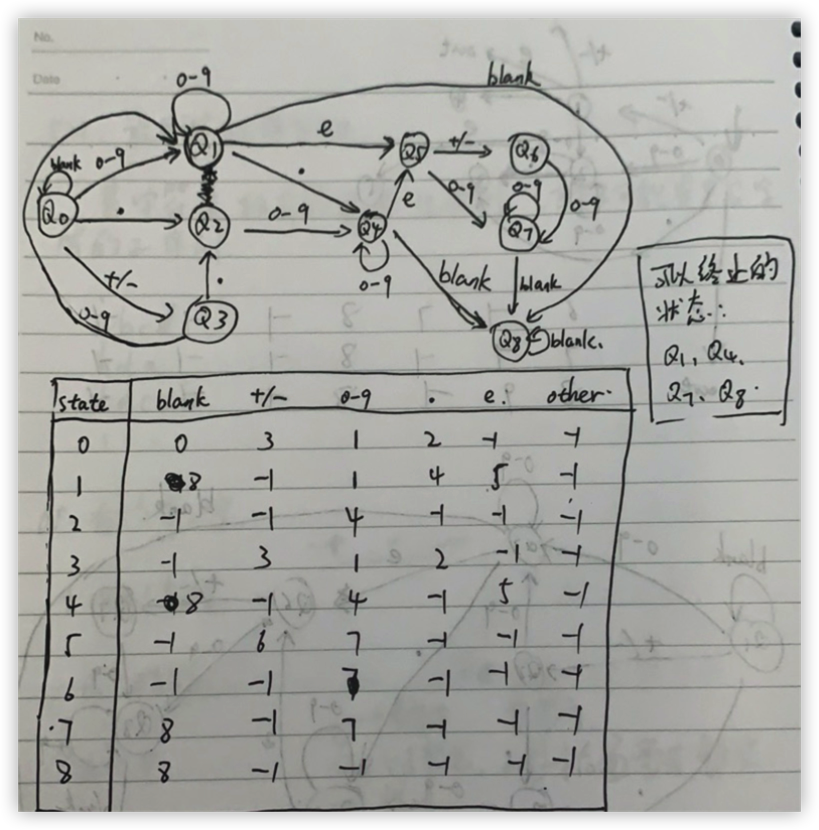 No.
Date
blank
0-9
Q1
e
Q5
+/-
Q6
blank
0-9
.
0-9
0-9
0-9
Q0
.
Q2
0-9
Q4
e
Q7
+/-
.
0-9
blank
blank
0-9
Q3
Q8
blank.
可以终止的
状态:
Q1、Q4、
Q7、Q8.
state blank +/- 0-9 . e. other.
0 0 3 1 2 -1 -1
1 8 -1 1 4 5 -1
2 -1 -1 4 -1 -1 -1
3 -1 3 1 2 -1 -1
4 8 -1 4 -1 5 -1
5 -1 6 7 -1 -1 -1
6 -1 -1 7 -1 -1 -1
7 8 -1 7 -1 -1 -1
8 8 -1 -1 -1 -1 -1